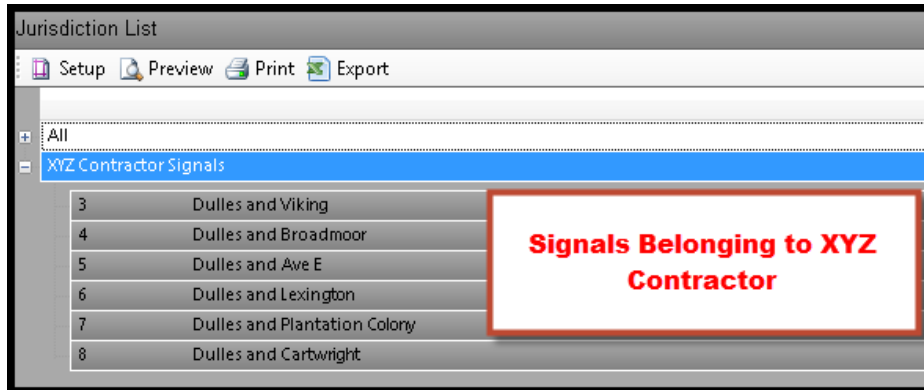 Jurisdiction List
Setup Preview Print Export
All
XYZ Contractor Signals
3 Dulles and Viking
4 Dulles and Broadmoor
5 Dulles and Ave E
6 Dulles and Lexington
7 Dulles and Plantation Colony
8 Dulles and Cartwright
Signals Belonging to XYZ
Contractor